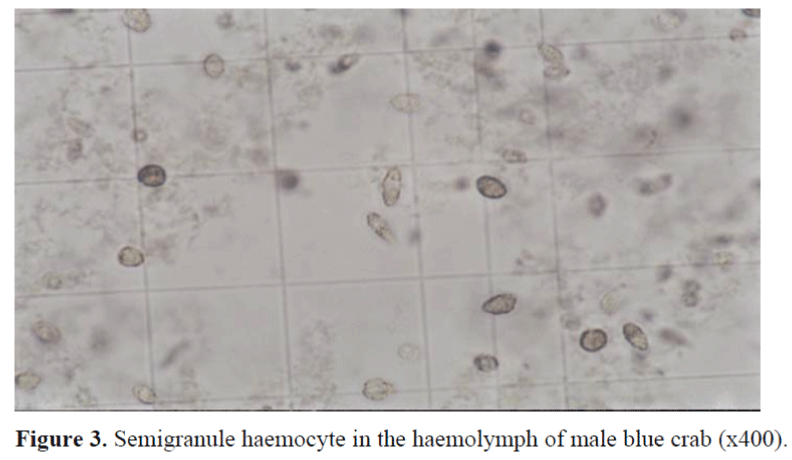 Figure 3. Semigranule haemocyte in the haemolymph of male blue crab (x400).